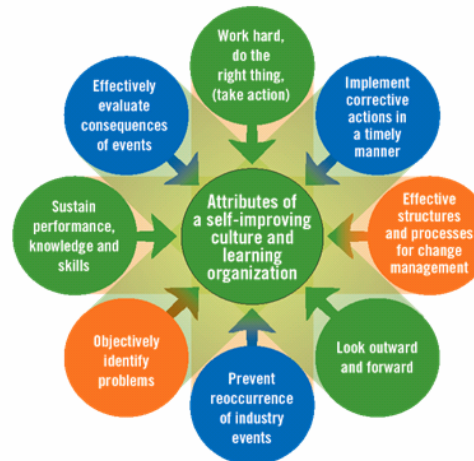 Work hard,
do the
right thing,
(take action)
Effectively
evaluate
consequences
of events
Implement
corrective
actions in
a timely
manner
Attributes of
a self-improving
culture and
learning
organization
Sustain
performance,
knowledge and
skills
Effective
structures
and processes
for change
management
Objectively
identify
problems
Look outward
and forward
Prevent
reoccurrence
of industry
events